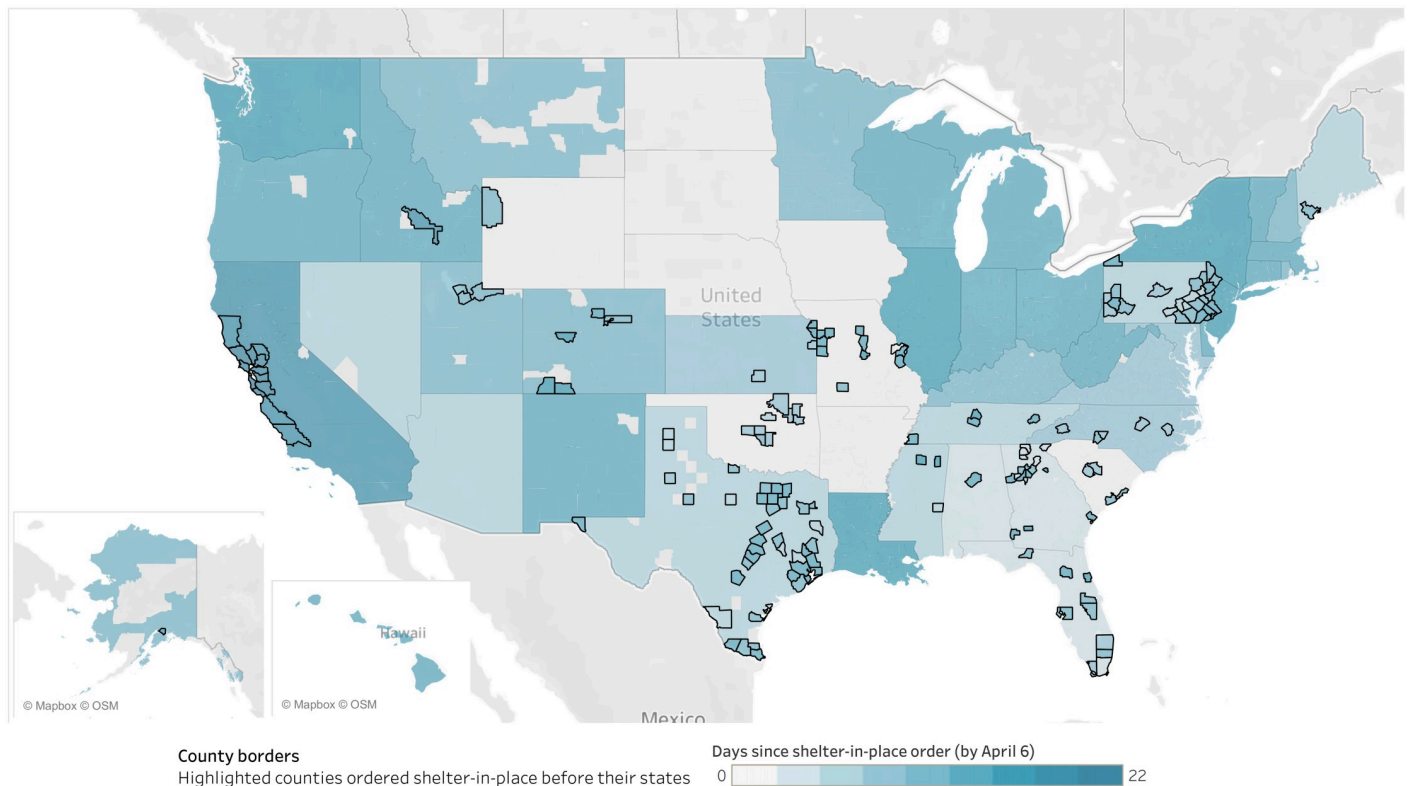 United
States
Hawaii
© Mapbox © OSM
© Mapbox © OSM
Mexico
County borders
Highlighted counties ordered shelter-in-place before their states
Days since shelter-in-place order (by April 6)
0
22